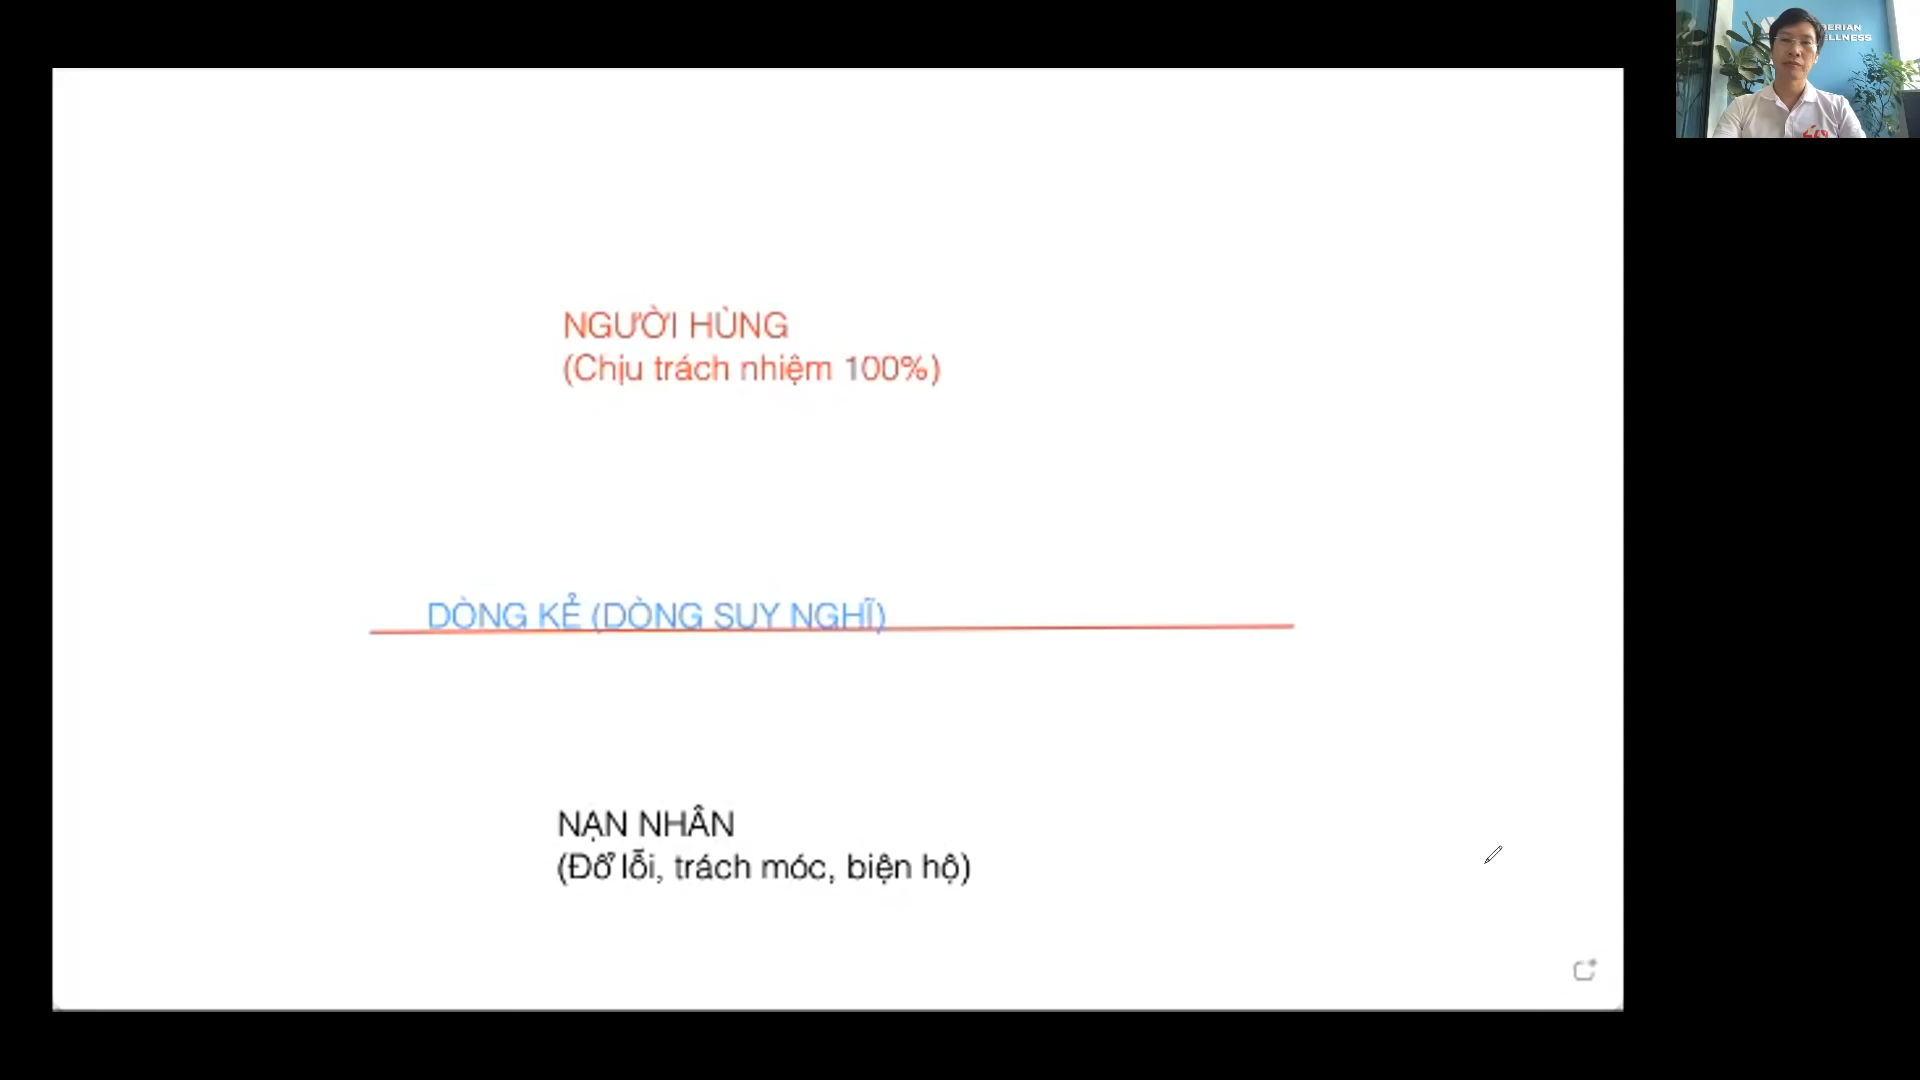 NGƯỜI HÙNG
(Chịu trách nhiệm 100%)
DÒNG KẺ (DÒNG SUY NGHĨ)
NẠN NHÂN
(Đổ lỗi, trách móc, biện hộ)